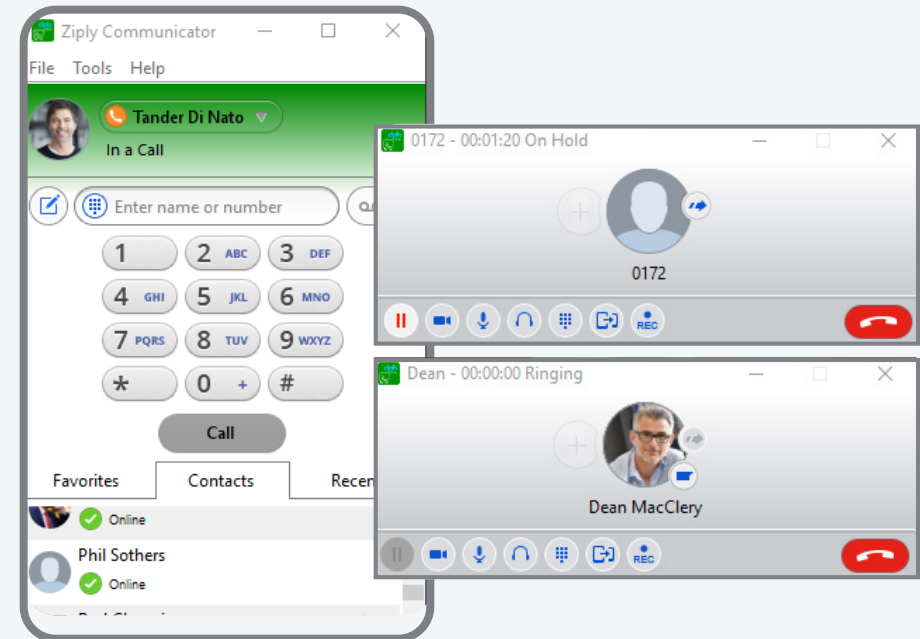 Ziply Communicator
File Tools Help
Tander Di Nato
In a Call
Enter name or number
1
2 ABC
3 DEF
4 GHI
5 JKL
6 MNO
7 PQRS
8 TUV
9 WXYZ
*
0 +
#
Call
Favorites Contacts Recen
Online
Phil Sothers
Online
0172 - 00:01:20 On Hold
0172
REC
Dean - 00:00:00 Ringing
Dean MacClery
REC